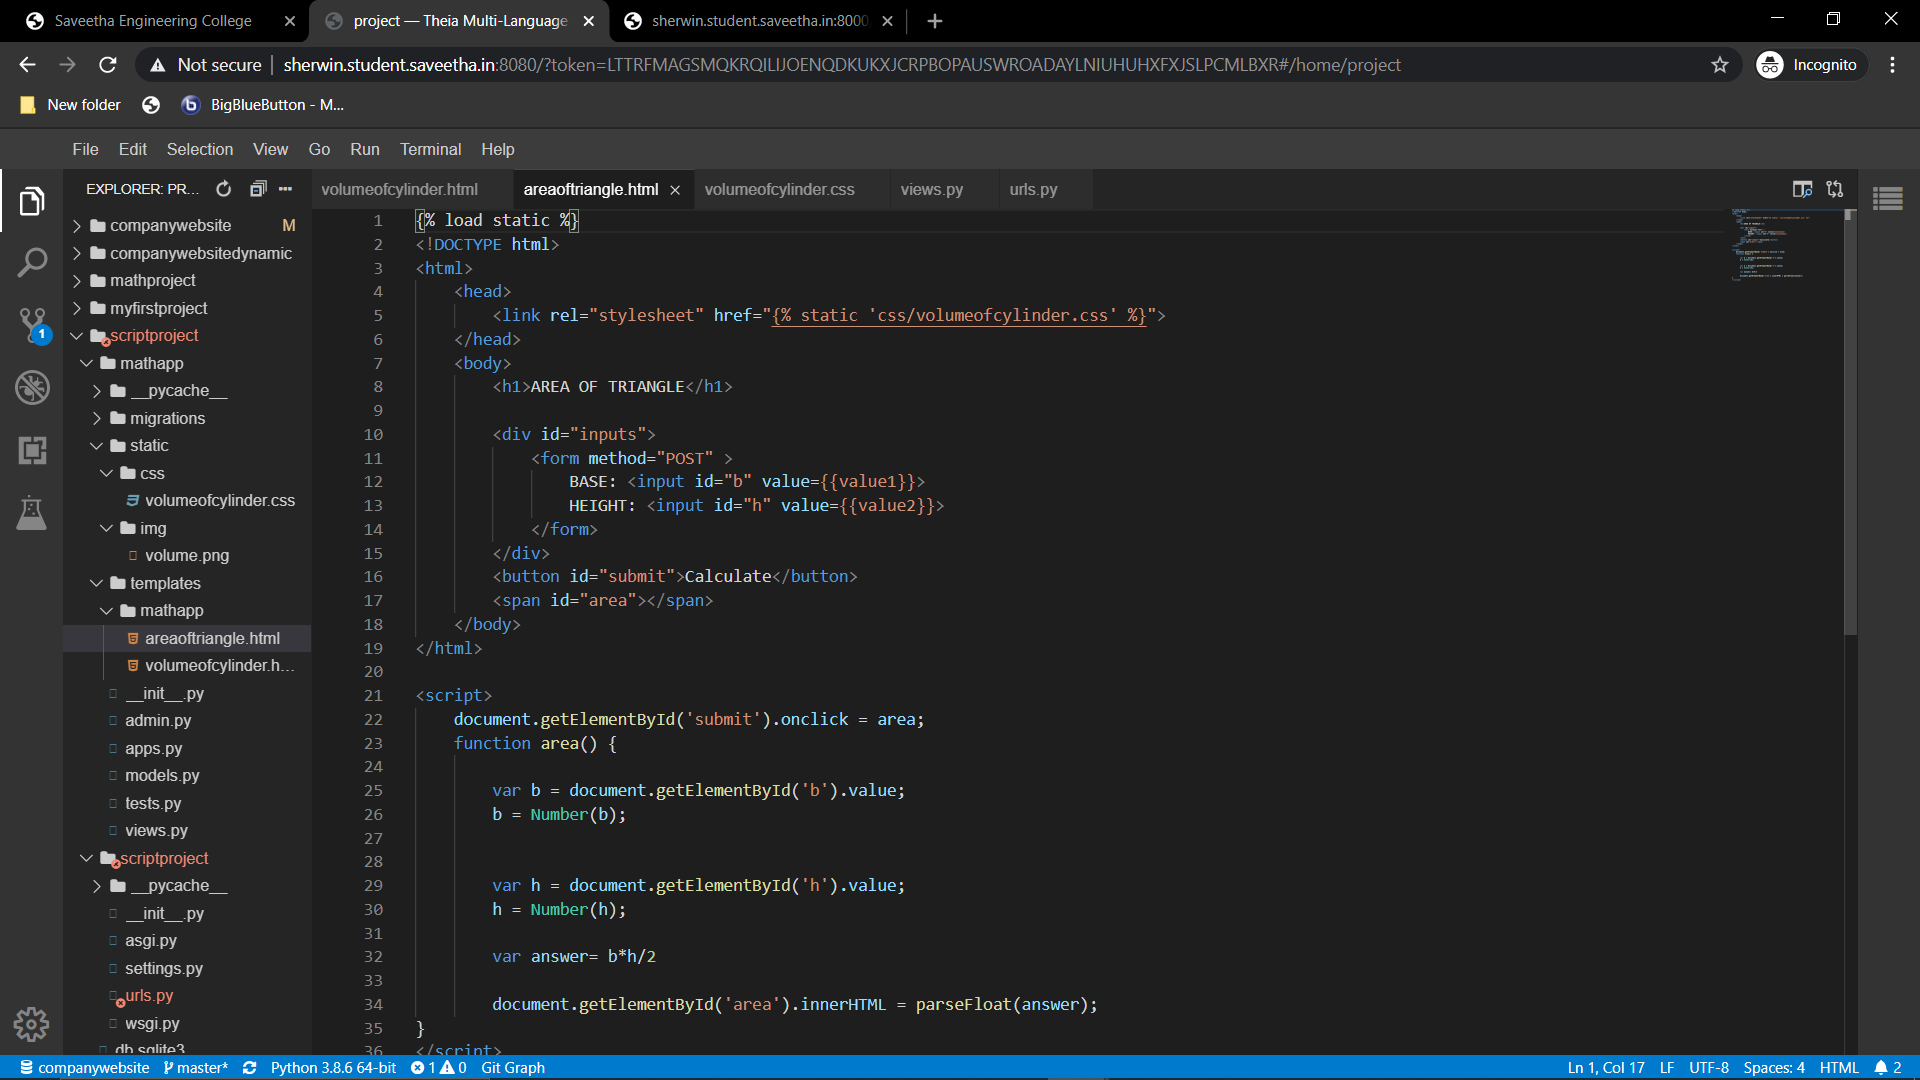 Saveetha Engineering College
project — Theia Multi-Language
sherwin.student.saveetha.in:8000
Not secure
sherwin.student.saveetha.in:8080/?token=LTTRFMAGSMQKRQILIJOENQDKUKXJCRPBOPAUSWROADAYLNIUHUHXFXJSLPCMLBXR#/home/project
Incognito
New folder
BigBlueButton - M...
File Edit Selection View Go Run Terminal Help
EXPLORER: PR...
companywebsite M
companywebsitedynamic
mathproject
myfirstproject
scriptproject
mathapp
__pycache__
migrations
static
css
volumeofcylinder.css
img
volume.png
templates
mathapp
areaoftriangle.html
volumeofcylinder.h...
__init__.py
admin.py
apps.py
models.py
tests.py
views.py
scriptproject
__pycache__
__init__.py
asgi.py
settings.py
urls.py
wsgi.py
db.sqlite3
1
volumeofcylinder.html areaoftriangle.html volumeofcylinder.css views.py urls.py
1 {% load static %}
2 <!DOCTYPE html>
3 <html>
4 <head>
5 <link rel="stylesheet" href="{% static 'css/volumeofcylinder.css' %}">
6 </head>
7 <body>
8 <h1>AREA OF TRIANGLE</h1>
9
10 <div id="inputs">
11 <form method="POST" >
12 BASE: <input id="b" value={{value1}}>
13 HEIGHT: <input id="h" value={{value2}}>
14 </form>
15 </div>
16 <button id="submit">Calculate</button>
17 <span id="area"></span>
18 </body>
19 </html>
20
21 <script>
22 document.getElementById('submit').onclick = area;
23 function area() {
24
25 var b = document.getElementById('b').value;
26 b = Number(b);
27
28
29 var h = document.getElementById('h').value;
30 h = Number(h);
31
32 var answer= b*h/2
33
34 document.getElementById('area').innerHTML = parseFloat(answer);
35 }
36 </script>
companywebsite master* Python 3.8.6 64-bit 1 0 Git Graph
Ln 1, Col 17 LF UTF-8 Spaces: 4 HTML 2